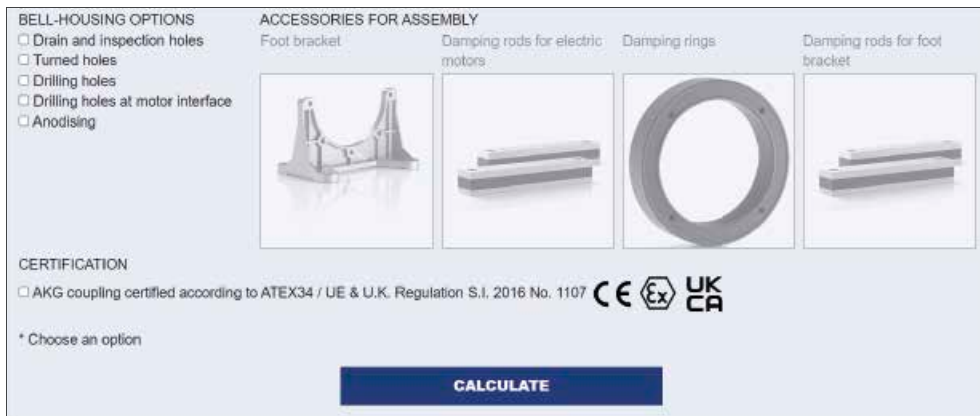 BELL-HOUSING OPTIONS
Drain and inspection holes
Turned holes
Drilling holes
Drilling holes at motor interface
Anodising
ACCESSORIES FOR ASSEMBLY
Foot bracket
Damping rods for electric
motors
Damping rings
Damping rods for foot
bracket
CERTIFICATION
AKG coupling certified according to ATEX34 / UE & U.K. Regulation S.I. 2016 No. 1107 CE Ex UK
CA
* Choose an option
CALCULATE